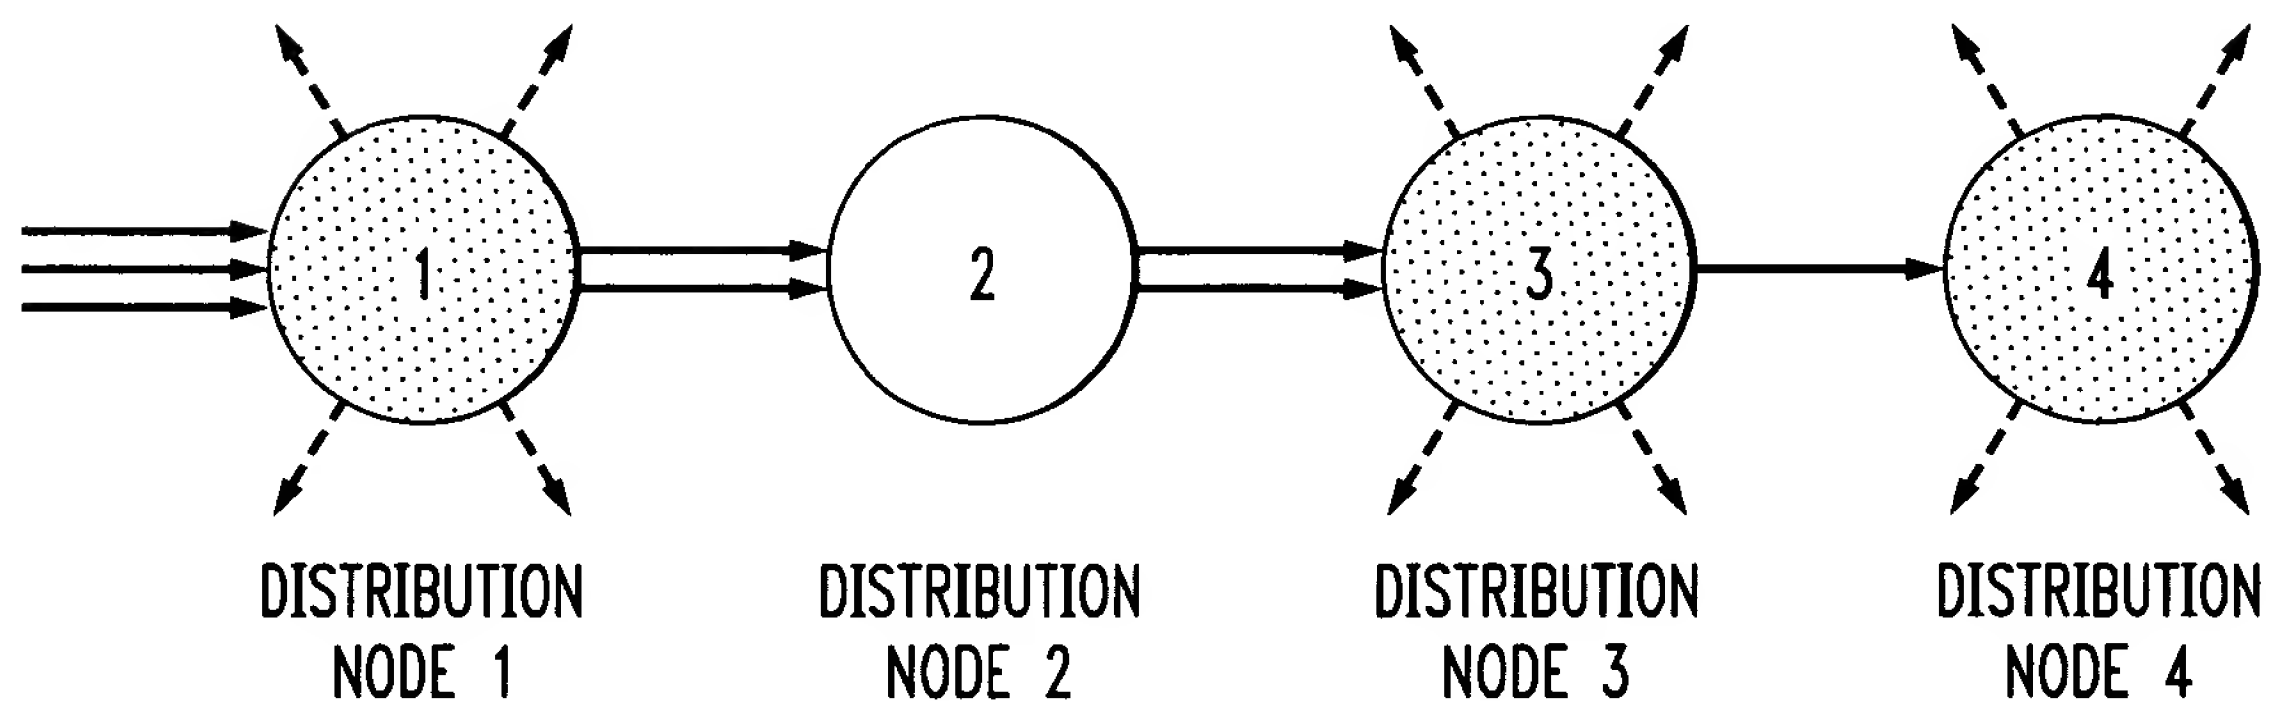 1 2 3 4
DISTRIBUTION DISTRIBUTION DISTRIBUTION DISTRIBUTION
NODE 1 NODE 2 NODE 3 NODE 4